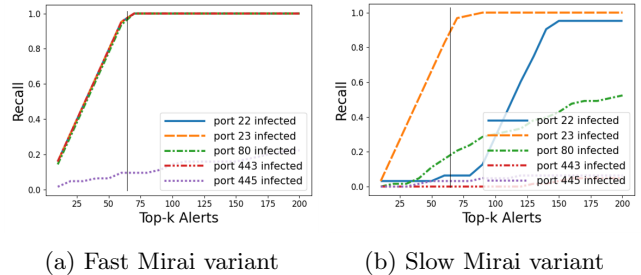 1.0
0.8
0.6
0.4
0.2
0.0
Recall
port 22 infected
port 23 infected
port 80 infected
port 443 infected
port 445 infected
25 50 75 100 125 150 175 200
Top-k Alerts
(a) Fast Mirai variant
1.0
0.8
0.6
0.4
0.2
0.0
Recall
port 22 infected
port 23 infected
port 80 infected
port 443 infected
port 445 infected
25 50 75 100 125 150 175 200
Top-k Alerts
(b) Slow Mirai variant